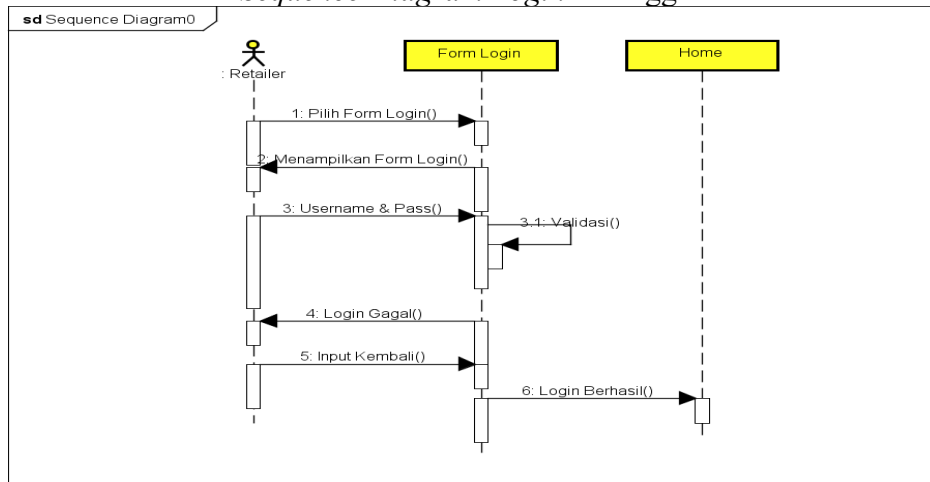 sd Sequence Diagram0
: Retailer
Form Login
Home
1: Pilih Form Login()
2: Menampilkan Form Login()
3: Username & Pass()
3.1: Validasi()
4: Login Gagal()
5: Input Kembali()
6: Login Berhasil()